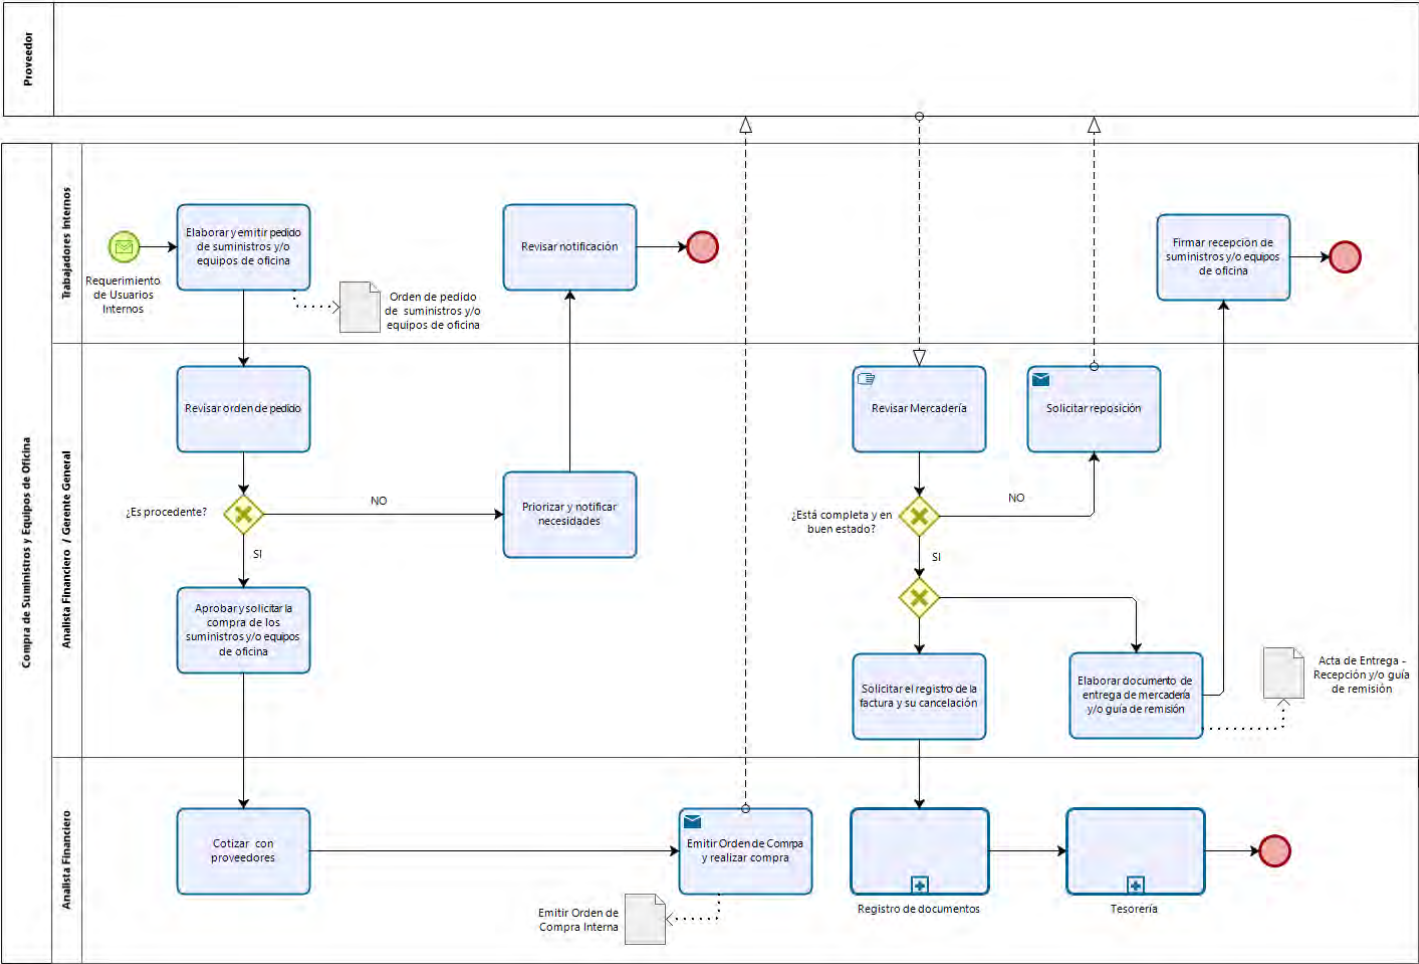 Proveedor
Compra de Suministros y Equipos de Oficina
Trabajadores Internos
Requerimiento
de Usuarios
Internos
Elaborar y emitir pedido
de suministros y/o
equipos de oficina
Orden de pedido
de suministros y/o
equipos de oficina
Revisar notificación
Firmar recepción de
suministros y/o equipos
de oficina
Analista Financiero / Gerente General
Revisar orden de pedido
¿Es procedente?
NO
SI
Priorizar y notificar
necesidades
Aprobar y solicitar la
compra de los
suministros y/o equipos
de oficina
Revisar Mercadería
Solicitar reposición
¿Está completa y en
buen estado?
NO
SI
Solicitar el registro de la
factura y su cancelación
Elaborar documento de
entrega de mercadería
y/o guía de remisión
Acta de Entrega -
Recepción y/o guía
de remisión
Analista Financiero
Cotizar con
proveedores
Emitir Orden de Comrpa
y realizar compra
Emitir Orden de
Compra Interna
Registro de documentos
Tesorería